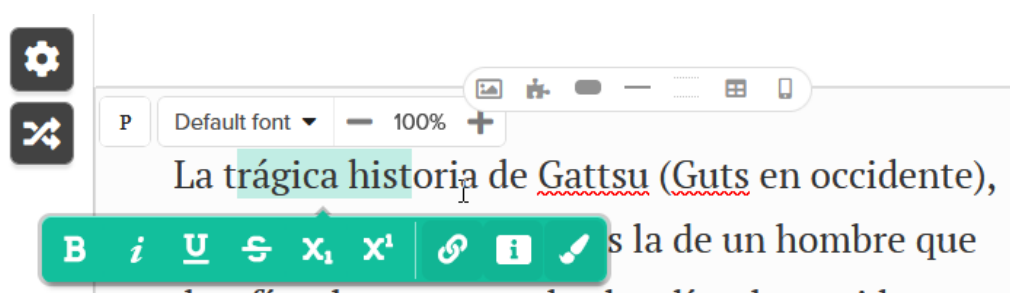 P Default font 100%
La trágica historia de Gattsu (Guts en occidente),
B i U S X₁ X¹ s la de un hombre que